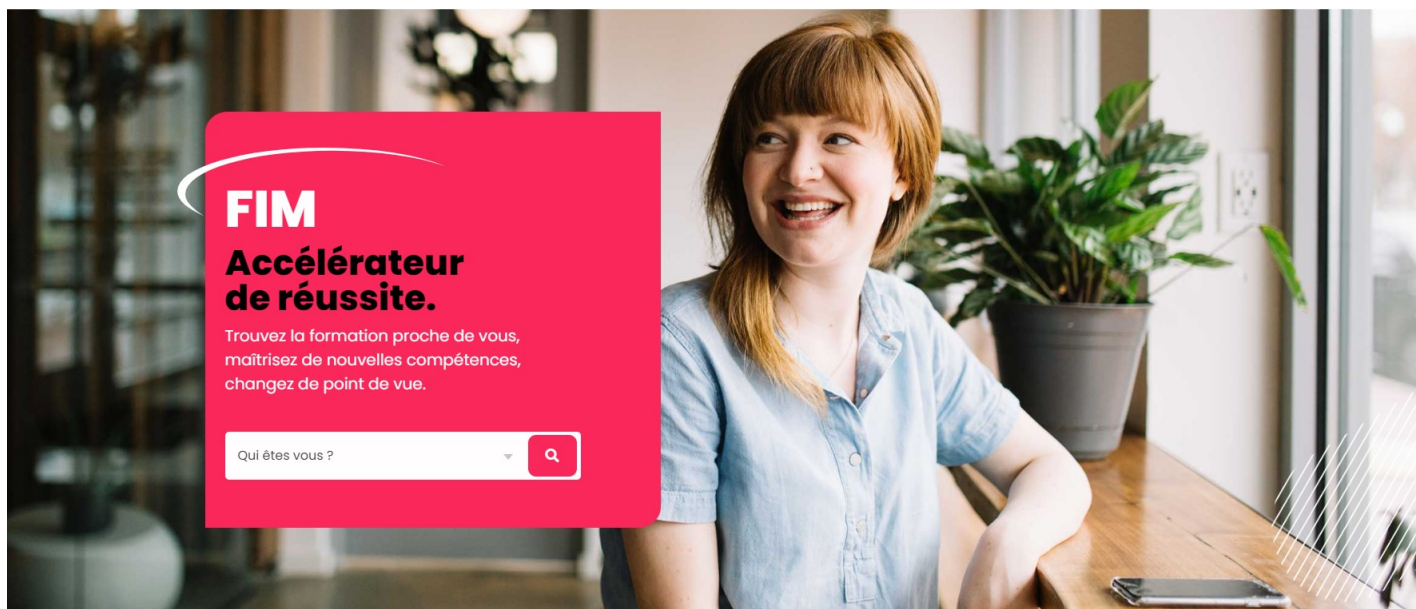 FIM
Accélérateur
de réussite.
Trouvez la formation proche de vous,
maîtrisez de nouvelles compétences,
changez de point de vue.
Qui êtes vous ?